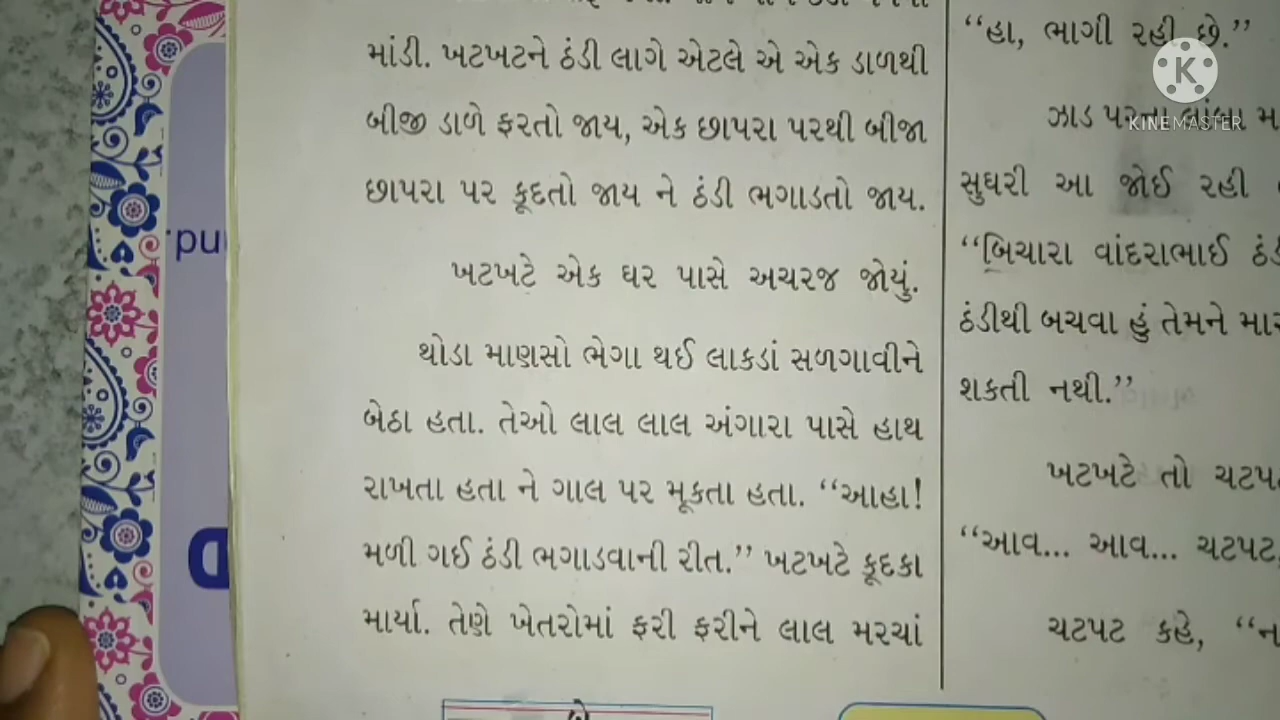 માંડી. ખટખટને ઠંડી લાગે એટલે એ એક ડાળથી
બીજી ડાળે ફરતો જાય, એક છાપરા પરથી બીજા
છાપરા પર કૂદતો જાય ને ઠંડી ભગાડતો જાય.
ખટખટે એક ઘર પાસે અચરજ જોયું.
થોડા માણસો ભેગા થઈ લાકડાં સળગાવીને
બેઠા હતા. તેઓ લાલ લાલ અંગારા પાસે હાથ
રાખતા હતા ને ગાલ પર મૂકતા હતા. “આહા!
મળી ગઈ ઠંડી ભગાડવાની રીત.” ખટખટે કૂદકા
માર્યા. તેણે ખેતરોમાં ફરી ફરીને લાલ મરચાં
“હા, ભાગી રહી છે.”
ઝાડ પરના
સુઘરી આ જોઈ રહી
“બિચારા વાંદરાભાઈ
ઠંડીથી બચવા હું તેમને
શકતી નથી.”
ખટખટે તો
“આવ... આવ... ચટપટ
ચટપટ કહે,
K
KINEMASTER